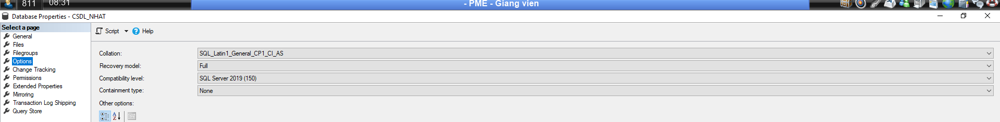 811 08:31 - PME - Giang vien
Database Properties - CSDL_NHAT
Select a page
General
Files
Filegroups
Options
Change Tracking
Permissions
Extended Properties
Mirroring
Transaction Log Shipping
Query Store
Script Help
Collation: SQL_Latin1_General_CP1_CI_AS
Recovery model: Full
Compatibility level: SQL Server 2019 (150)
Containment type: None
Other options: